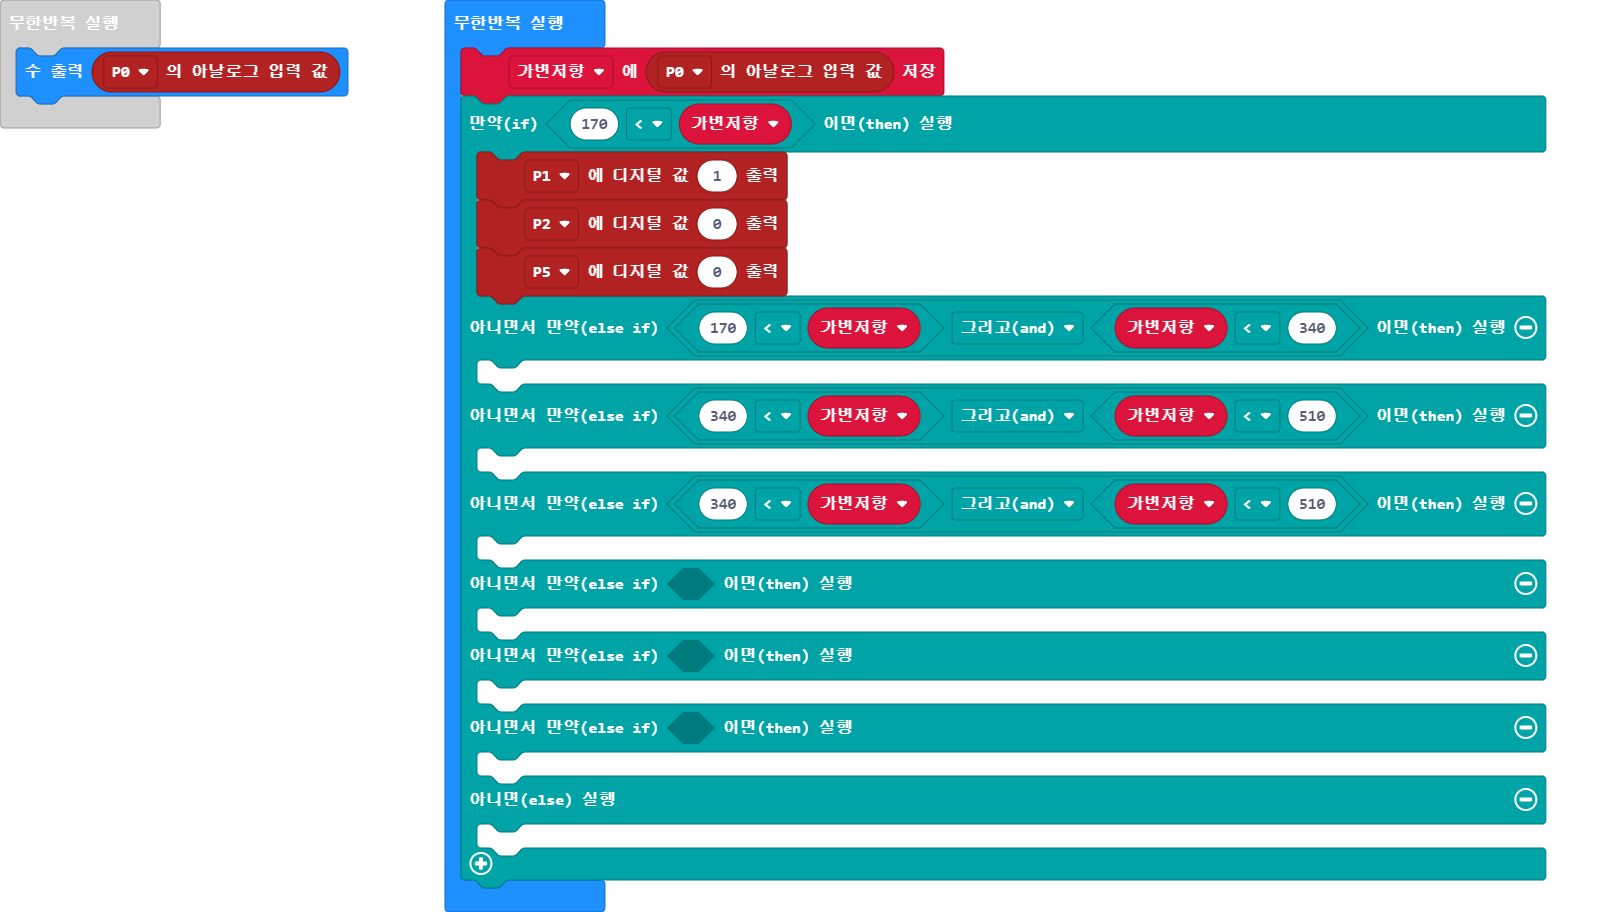 무한반복 실행
수 출력 P0 의 아날로그 입력 값
무한반복 실행
가변저항 에 P0 의 아날로그 입력 값 저장
만약(if) 170 < 가변저항 이면(then) 실행
P1 에 디지털 값 1 출력
P2 에 디지털 값 0 출력
P5 에 디지털 값 0 출력
아니면서 만약(else if) 170 < 가변저항 그리고(and) 가변저항 < 340 이면(then) 실행
아니면서 만약(else if) 340 < 가변저항 그리고(and) 가변저항 < 510 이면(then) 실행
아니면서 만약(else if) 340 < 가변저항 그리고(and) 가변저항 < 510 이면(then) 실행
아니면서 만약(else if) 이면(then) 실행
아니면서 만약(else if) 이면(then) 실행
아니면서 만약(else if) 이면(then) 실행
아니면(else) 실행